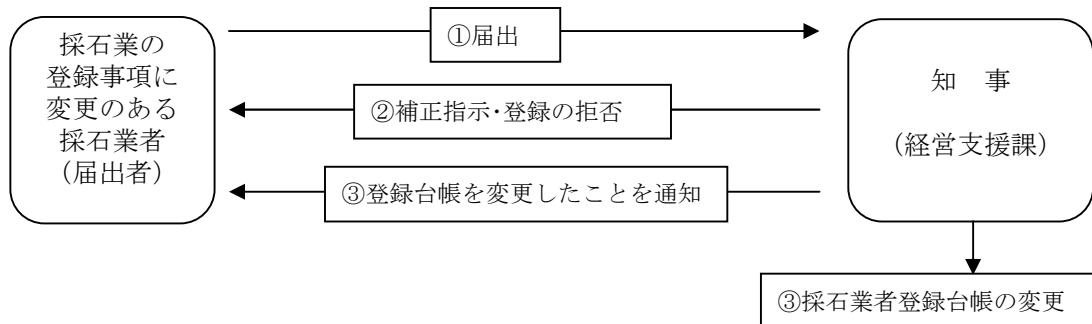 採石業の
登録事項に
変更のある
採石業者
（届出者）
①届出
②補正指示・登録の拒否
③登録台帳を変更したことを通知
知　事
（経営支援課）
③採石業者登録台帳の変更